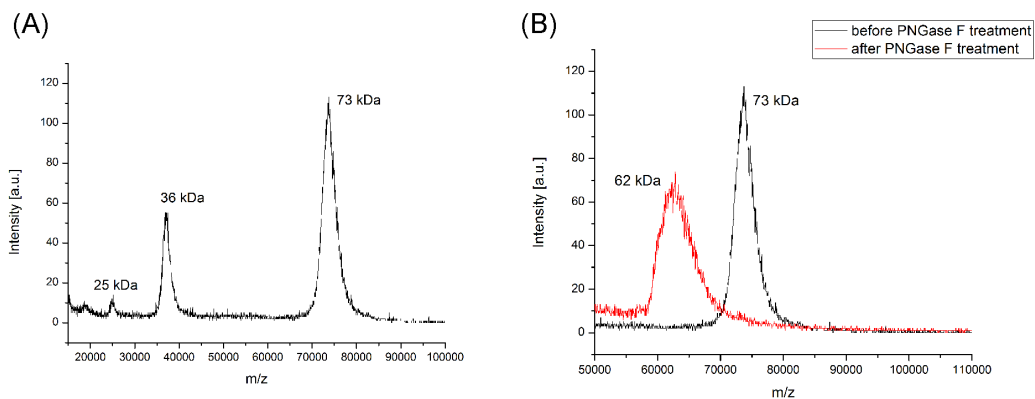 (A)
120
100
80
60
40
20
0
Intensity [a.u.]
25 kDa
36 kDa
73 kDa
20000 30000 40000 50000 60000 70000 80000 90000 100000
m/z
(B)
before PNGase F treatment
after PNGase F treatment
120
100
80
60
40
20
0
Intensity [a.u.]
62 kDa
73 kDa
50000 60000 70000 80000 90000 100000 110000
m/z